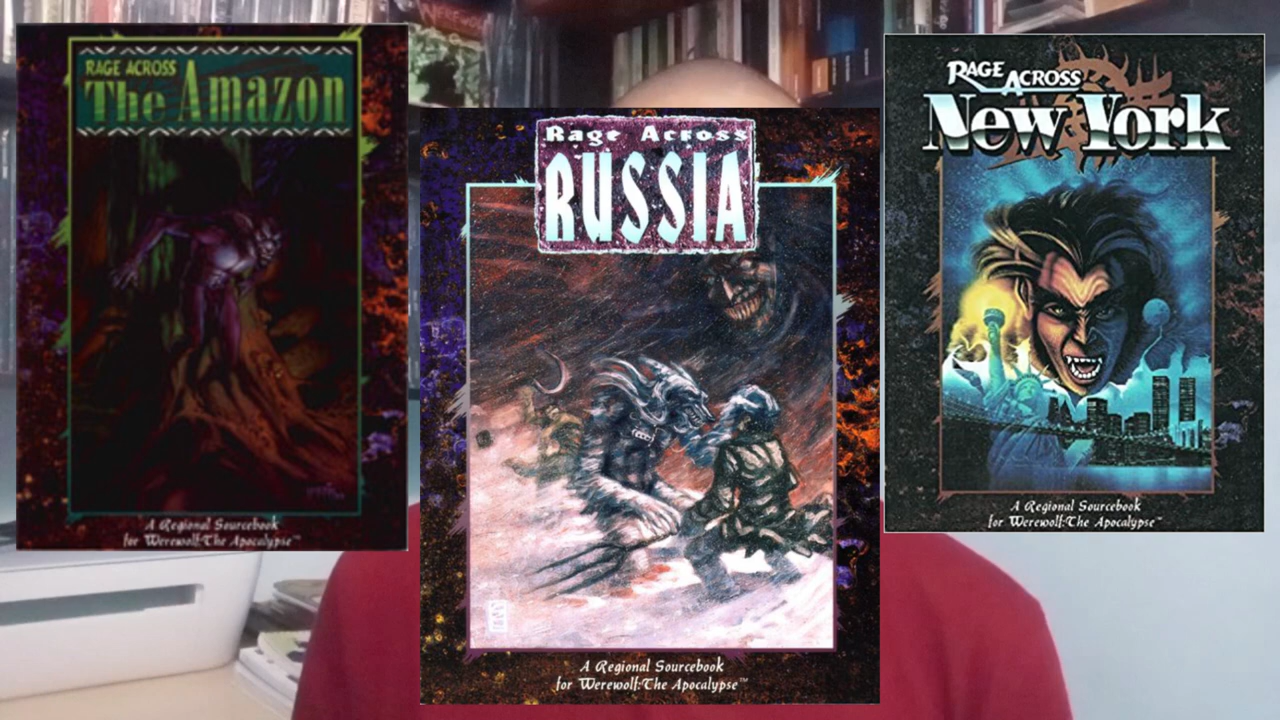 RAGE ACROSS
The Amazon
A Regional Sourcebook
for Werewolf:The Apocalypse™
Rage Across
RUSSIA
A Regional Sourcebook
for Werewolf:The Apocalypse™
RAGE ACROSS
New York
A Regional Sourcebook
for Werewolf:The Apocalypse™